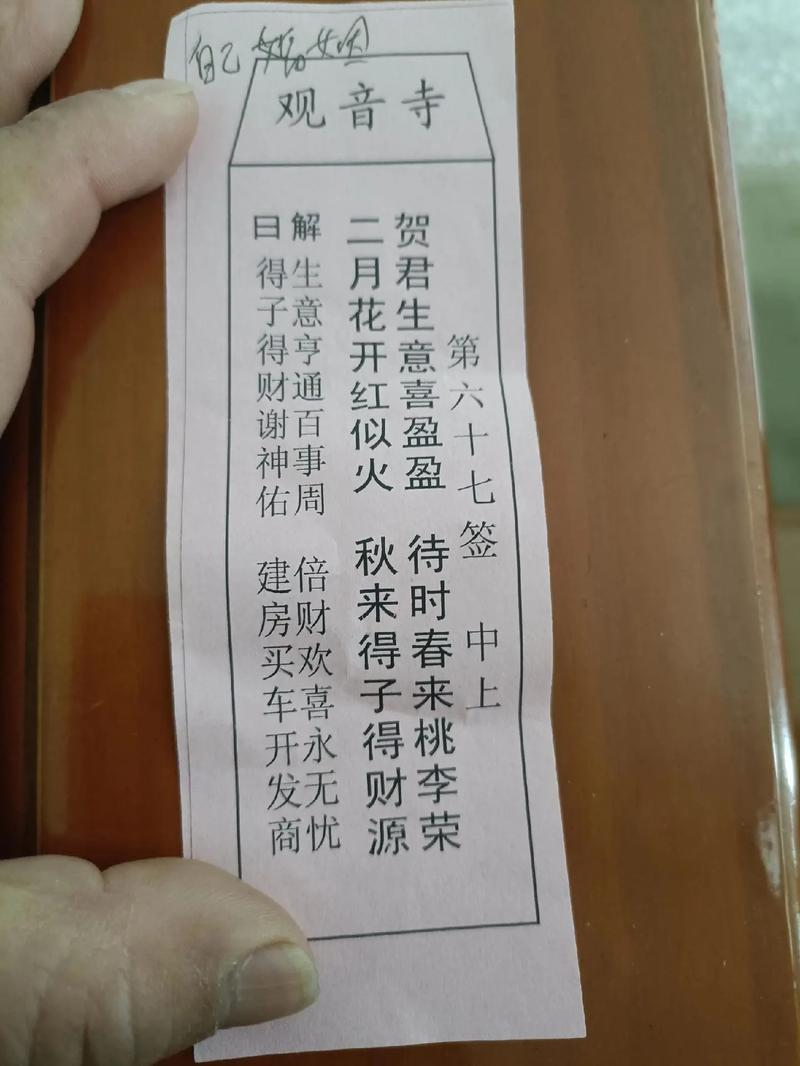 自己婚姻
观音寺
第六十七签 中上
贺君生意喜盈盈 待时春来桃李荣
二月花开红似火 秋来得子得财源
解 生意亨通百事周 倍财欢喜永无忧
曰 得子得财谢神佑 建房买车开发商